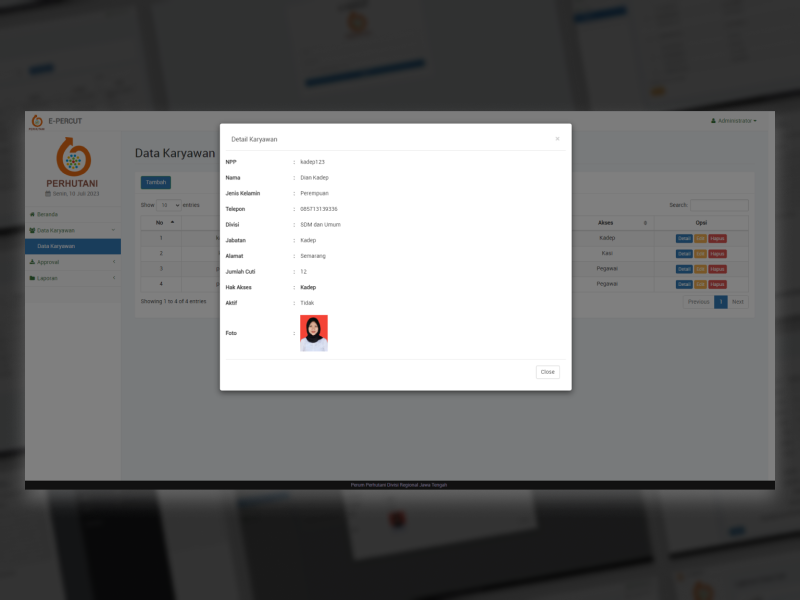 E-PERCUT
Administrator
PERHUTANI
Senin, 10 Juli 2023
Beranda
Data Karyawan
Data Karyawan
Approval
Laporan
Data Karyawan
Tambah
Show 10 entries
Search:
No Akses Opsi
1 Kadep Detail Edit Hapus
2 Kasi Detail Edit Hapus
3 Pegawai Detail Edit Hapus
4 Pegawai Detail Edit Hapus
Showing 1 to 4 of 4 entries
Previous 1 Next
Detail Karyawan ×
NPP : kadep123
Nama : Dian Kadep
Jenis Kelamin : Perempuan
Telepon : 085713139336
Divisi : SDM dan Umum
Jabatan : Kadep
Alamat : Semarang
Jumlah Cuti : 12
Hak Akses : Kadep
Aktif : Tidak
Foto :
Close
Perum Perhutani Divisi Regional Jawa Tengah